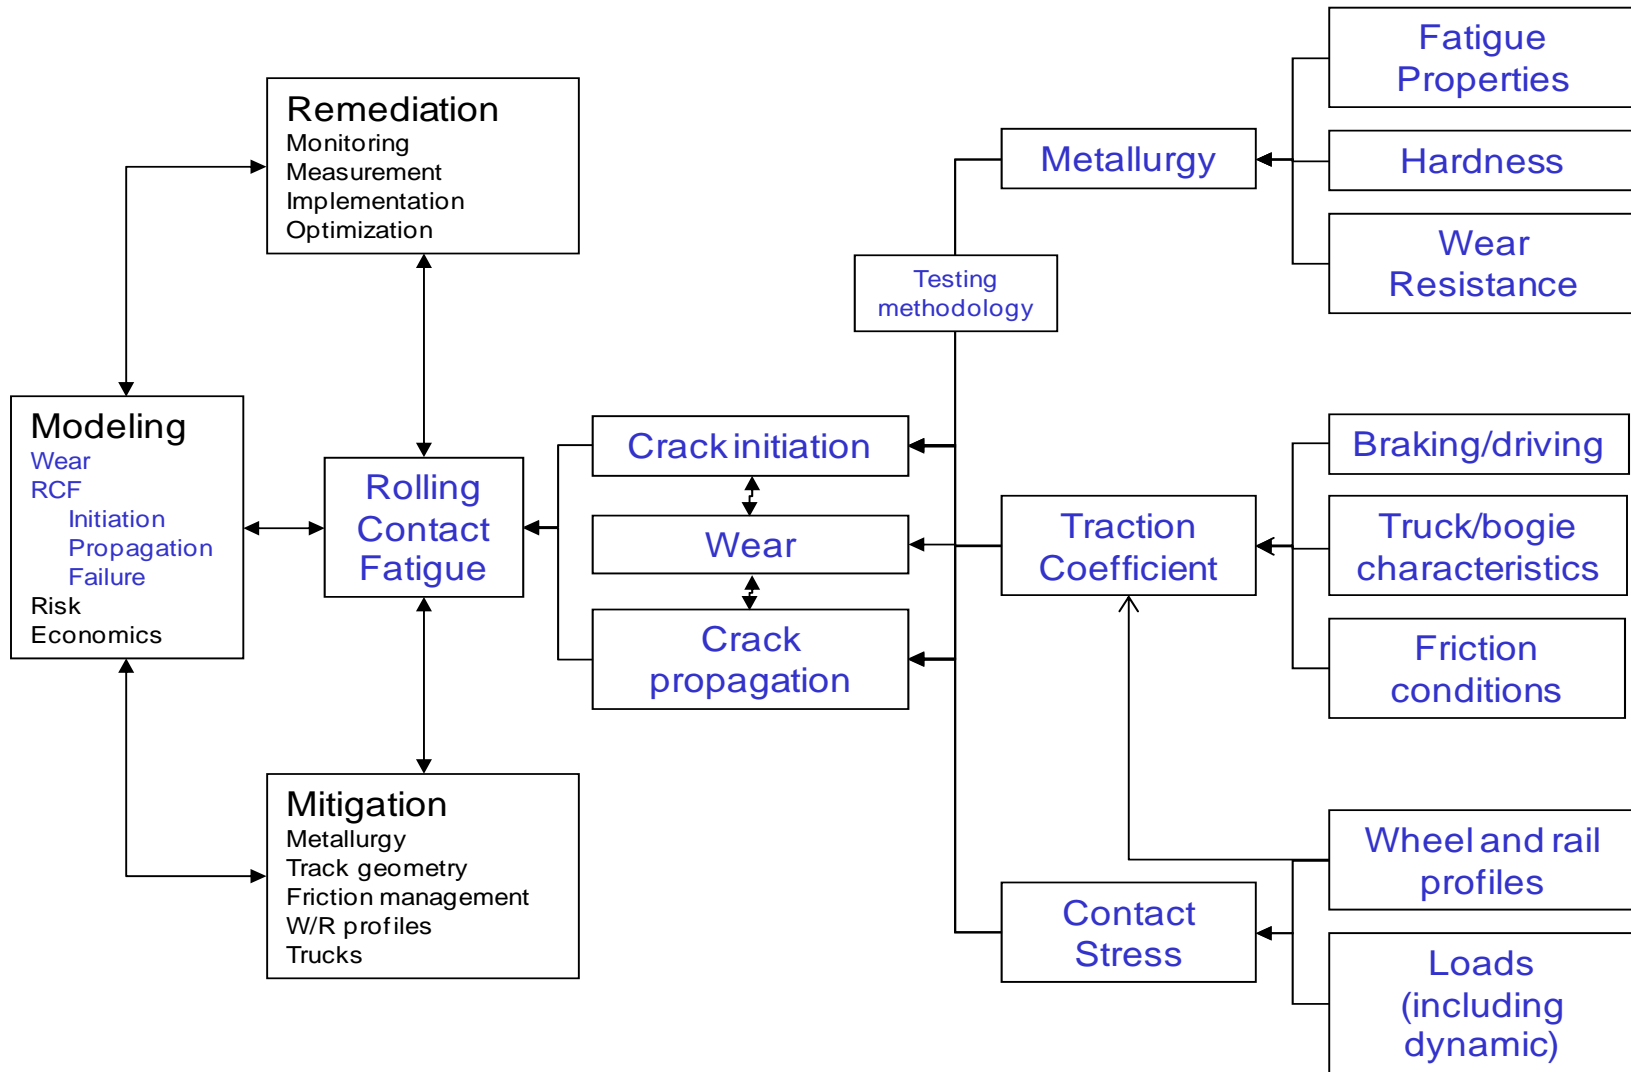 Fatigue
Properties
Remediation
Monitoring
Measurement
Implementation
Optimization
Metallurgy
Hardness
Wear
Resistance
Testing
methodology
Modeling
Wear
RCF
Initiation
Propagation
Failure
Risk
Economics
Rolling
Contact
Fatigue
Crack initiation
Wear
Crack
propagation
Traction
Coefficient
Braking/driving
Truck/bogie
characteristics
Friction
conditions
Mitigation
Metallurgy
Track geometry
Friction management
W/R profiles
Trucks
Contact
Stress
Wheel and rail
profiles
Loads
(including
dynamic)